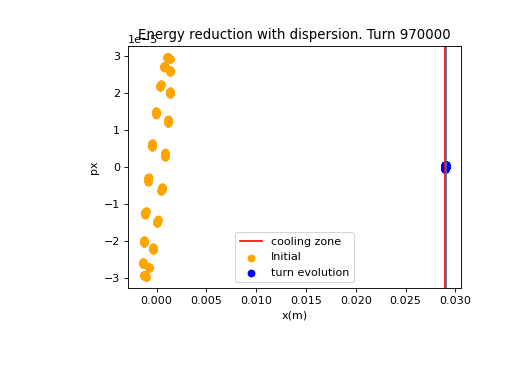 Energy reduction with dispersion. Turn 970000
1e−5
3
2
1
0
−1
−2
−3
px
cooling zone
Initial
turn evolution
0.000 0.005 0.010 0.015 0.020 0.025 0.030
x(m)